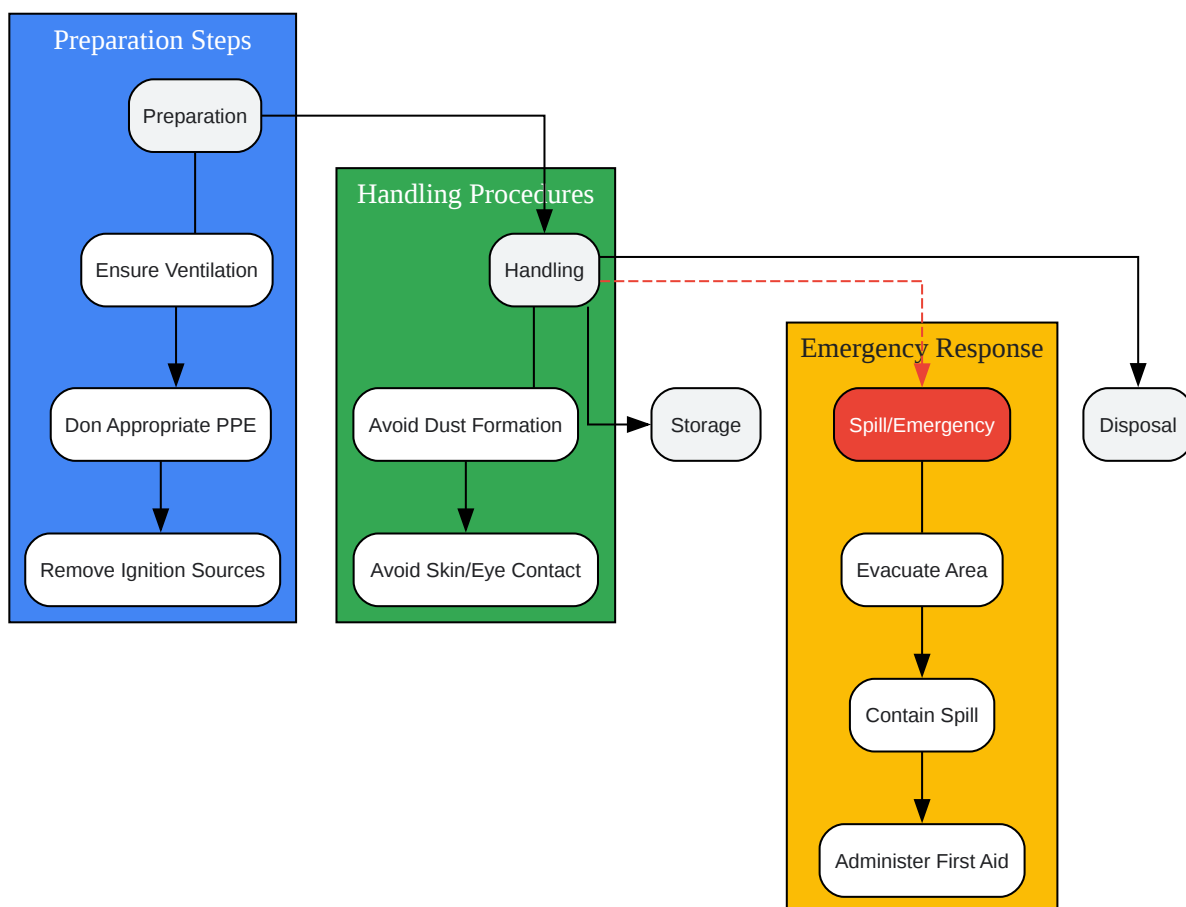 Preparation Steps
Preparation
Ensure Ventilation
Don Appropriate PPE
Remove Ignition Sources
Handling Procedures
Handling
Avoid Dust Formation
Avoid Skin/Eye Contact
Storage
Emergency Response
Spill/Emergency
Evacuate Area
Contain Spill
Administer First Aid
Disposal